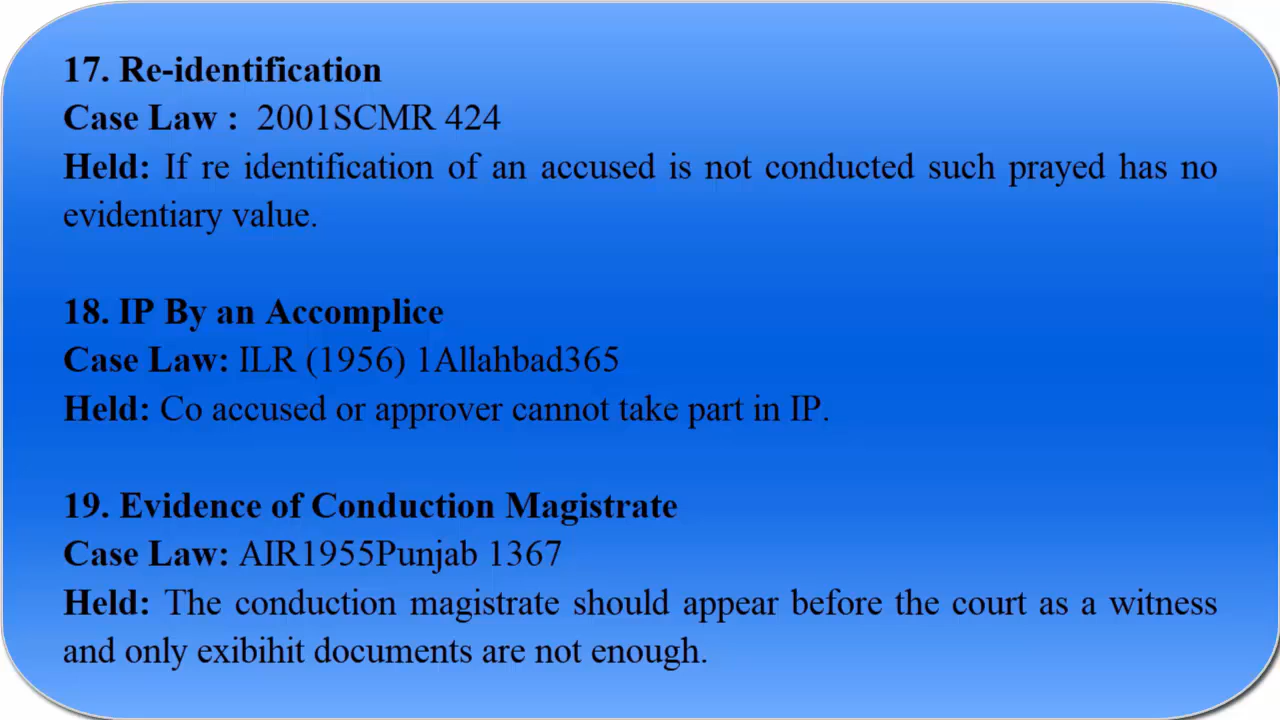 17. Re-identification
Case Law : 2001SCMR 424
Held: If re identification of an accused is not conducted such prayed has no
evidentiary value.
18. IP By an Accomplice
Case Law: ILR (1956) 1Allahbad365
Held: Co accused or approver cannot take part in IP.
19. Evidence of Conduction Magistrate
Case Law: AIR1955Punjab 1367
Held: The conduction magistrate should appear before the court as a witness
and only exibihit documents are not enough.